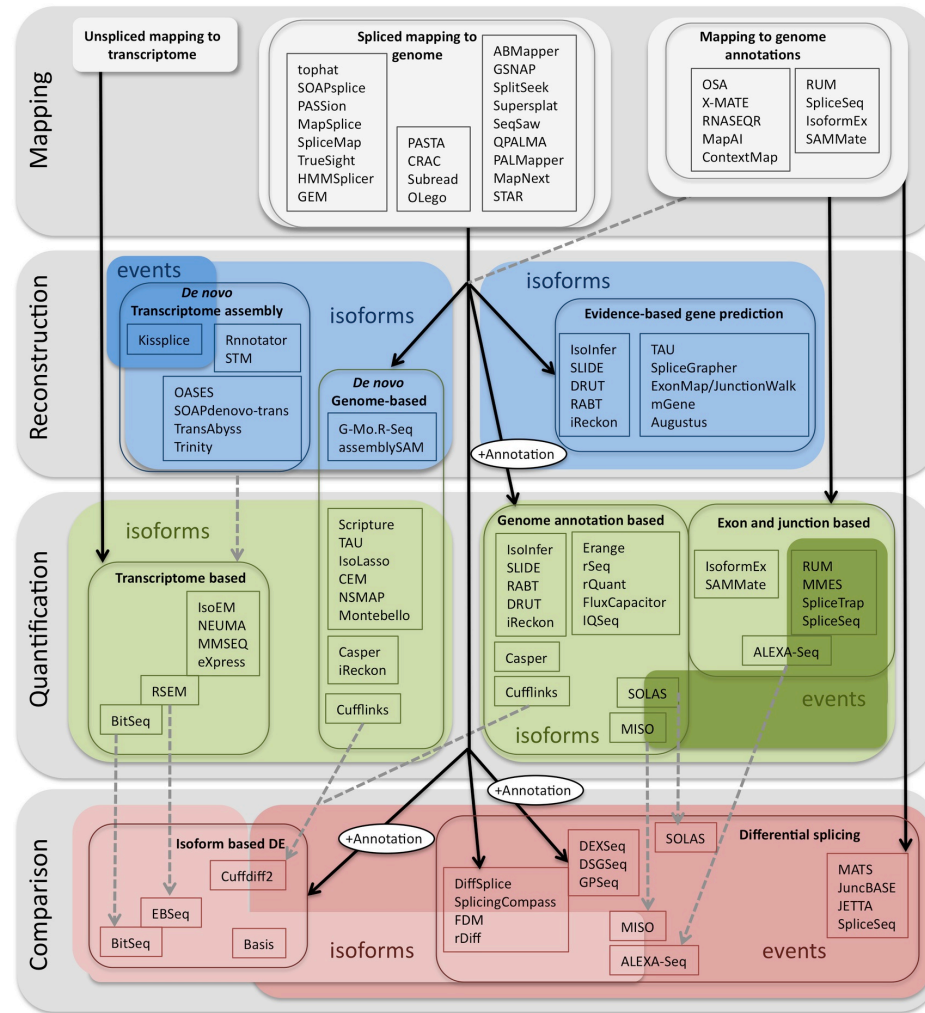 Mapping
Unspliced mapping to
transcriptome
Spliced mapping to
genome
tophat
SOAPsplice
PASSion
MapSplice
SpliceMap
TrueSight
HMMSplicer
GEM
PASTA
CRAC
Subread
OLego
ABMapper
GSNAP
SplitSeek
Supersplat
SeqSaw
QPALMA
PALMapper
MapNext
STAR
Mapping to genome
annotations
OSA
X-MATE
RNASEQR
MapAI
ContextMap
RUM
SpliceSeq
IsoformEx
SAMMate
Reconstruction
events
De novo
Transcriptome assembly
Kissplice
Rnnotator
STM
OASES
SOAPdenovo-trans
TransAbyss
Trinity
isoforms
De novo
Genome-based
G-Mo.R-Seq
assemblySAM
isoforms
Evidence-based gene prediction
IsoInfer
SLIDE
DRUT
RABT
iReckon
TAU
SpliceGrapher
ExonMap/JunctionWalk
mGene
Augustus
+Annotation
Quantification
isoforms
Transcriptome based
IsoEM
NEUMA
MMSEQ
eXpress
RSEM
BitSeq
Scripture
TAU
IsoLasso
CEM
NSMAP
Montebello
Casper
iReckon
Cufflinks
Genome annotation based
IsoInfer
SLIDE
RABT
DRUT
iReckon
Erange
rSeq
rQuant
FluxCapacitor
IQSeq
Casper
Cufflinks
SOLAS
MISO
isoforms
Exon and junction based
IsoformEx
SAMMate
RUM
MMES
SpliceTrap
SpliceSeq
ALEXA-Seq
events
Comparison
+Annotation
+Annotation
Isoform based DE
Cuffdiff2
EBSeq
BitSeq
Basis
isoforms
Differential splicing
DiffSplice
SplicingCompass
FDM
rDiff
DEXSeq
DSGSeq
GPSeq
SOLAS
MISO
ALEXA-Seq
MATS
JuncBASE
JETTA
SpliceSeq
events